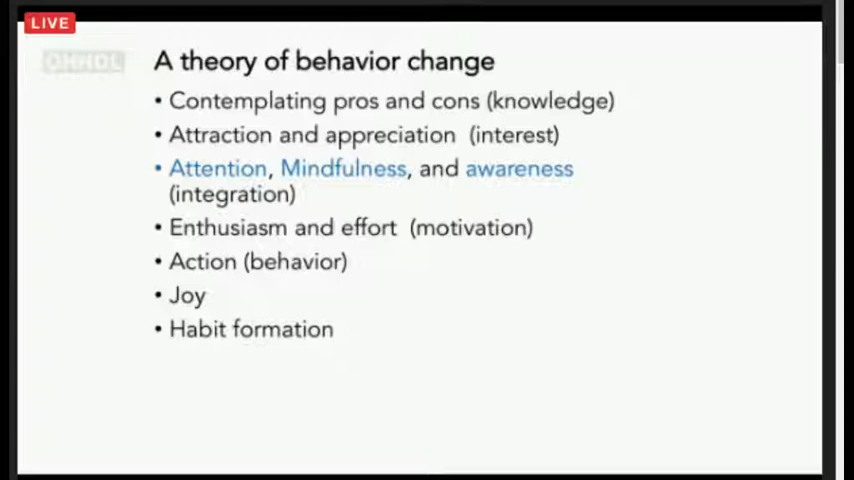 LIVE
OHHDL
A theory of behavior change
• Contemplating pros and cons (knowledge)
• Attraction and appreciation (interest)
• Attention, Mindfulness, and awareness
(integration)
• Enthusiasm and effort (motivation)
• Action (behavior)
• Joy
• Habit formation